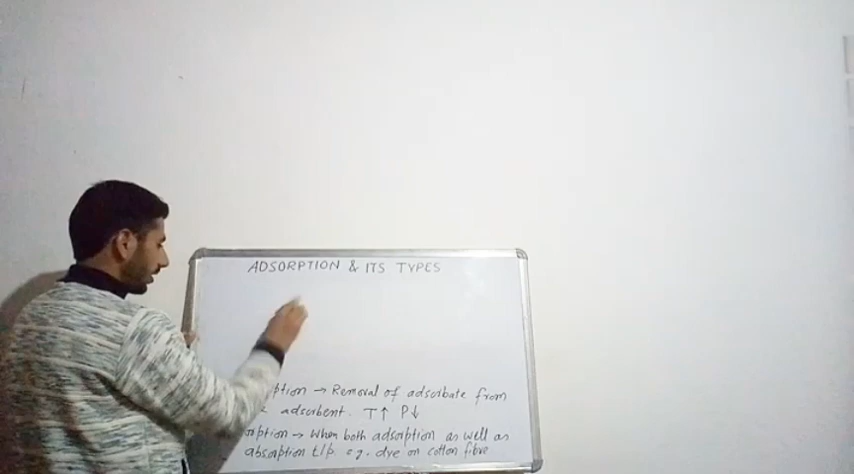 ADSORPTION & ITS TYPES
ption → Removal of adsorbate from
adsorbent. T↑ P↓
rption → When both adsorption as well as
absorption t/p. e.g. dye on cotton fibre